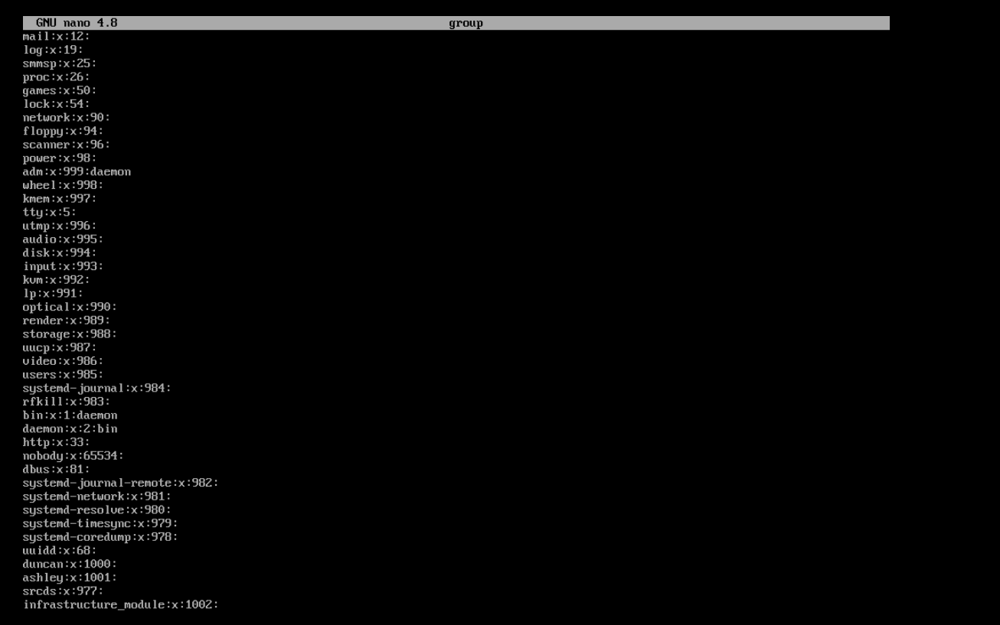 GNU nano 4.8 group
mail:x:12:
log:x:19:
smmsp:x:25:
proc:x:26:
games:x:50:
lock:x:54:
network:x:90:
floppy:x:94:
scanner:x:96:
power:x:98:
adm:x:999:daemon
wheel:x:998:
kmem:x:997:
tty:x:5:
utmp:x:996:
audio:x:995:
disk:x:994:
input:x:993:
kvm:x:992:
lp:x:991:
optical:x:990:
render:x:989:
storage:x:988:
uucp:x:987:
video:x:986:
users:x:985:
systemd-journal:x:984:
rfkill:x:983:
bin:x:1:daemon
daemon:x:2:bin
http:x:33:
nobody:x:65534:
dbus:x:81:
systemd-journal-remote:x:982:
systemd-network:x:981:
systemd-resolve:x:980:
systemd-timesync:x:979:
systemd-coredump:x:978:
uuidd:x:68:
duncan:x:1000:
ashley:x:1001:
srcds:x:977:
infrastructure_module:x:1002: